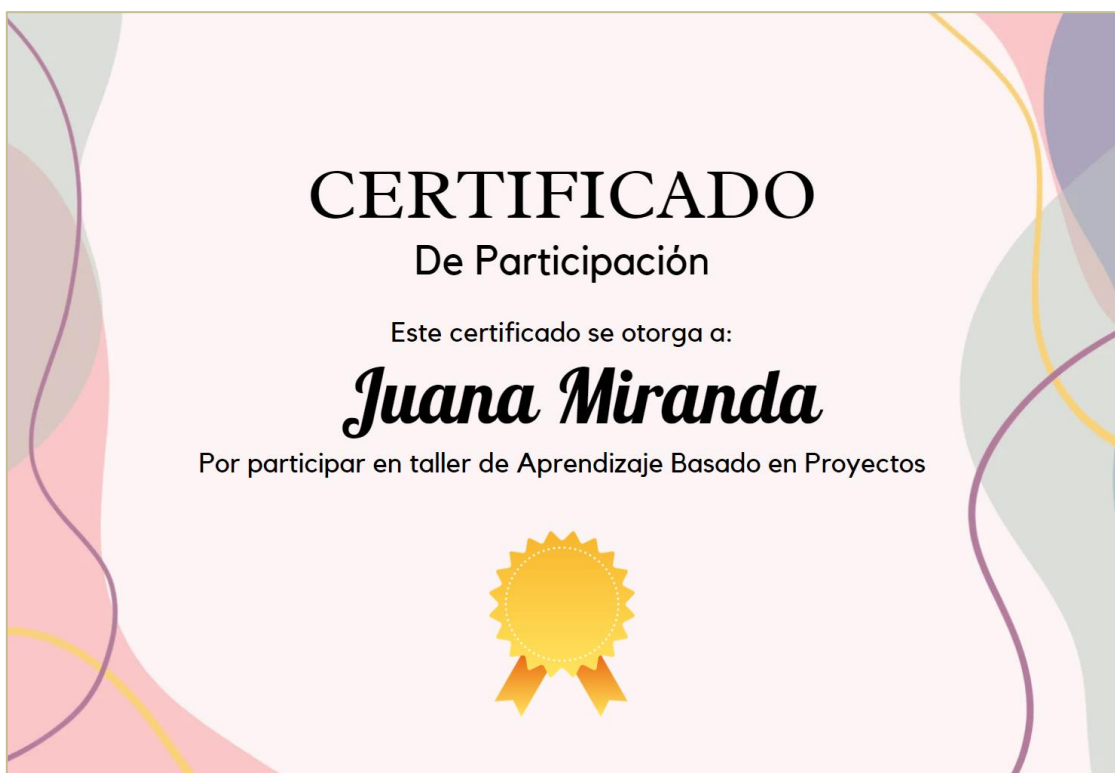 CERTIFICADO
De Participación
Este certificado se otorga a:
Juana Miranda
Por participar en taller de Aprendizaje Basado en Proyectos